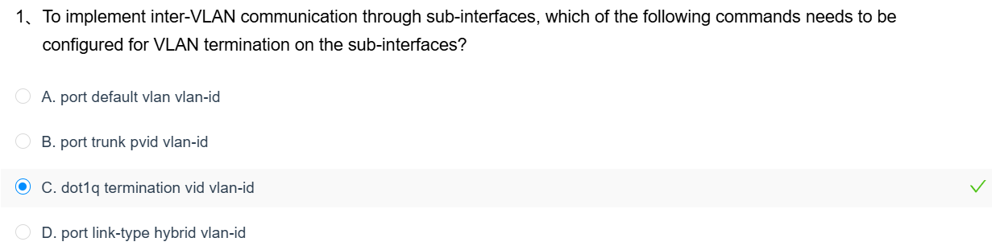 1、To implement inter-VLAN communication through sub-interfaces, which of the following commands needs to be
configured for VLAN termination on the sub-interfaces?
A. port default vlan vlan-id
B. port trunk pvid vlan-id
C. dot1q termination vid vlan-id
D. port link-type hybrid vlan-id